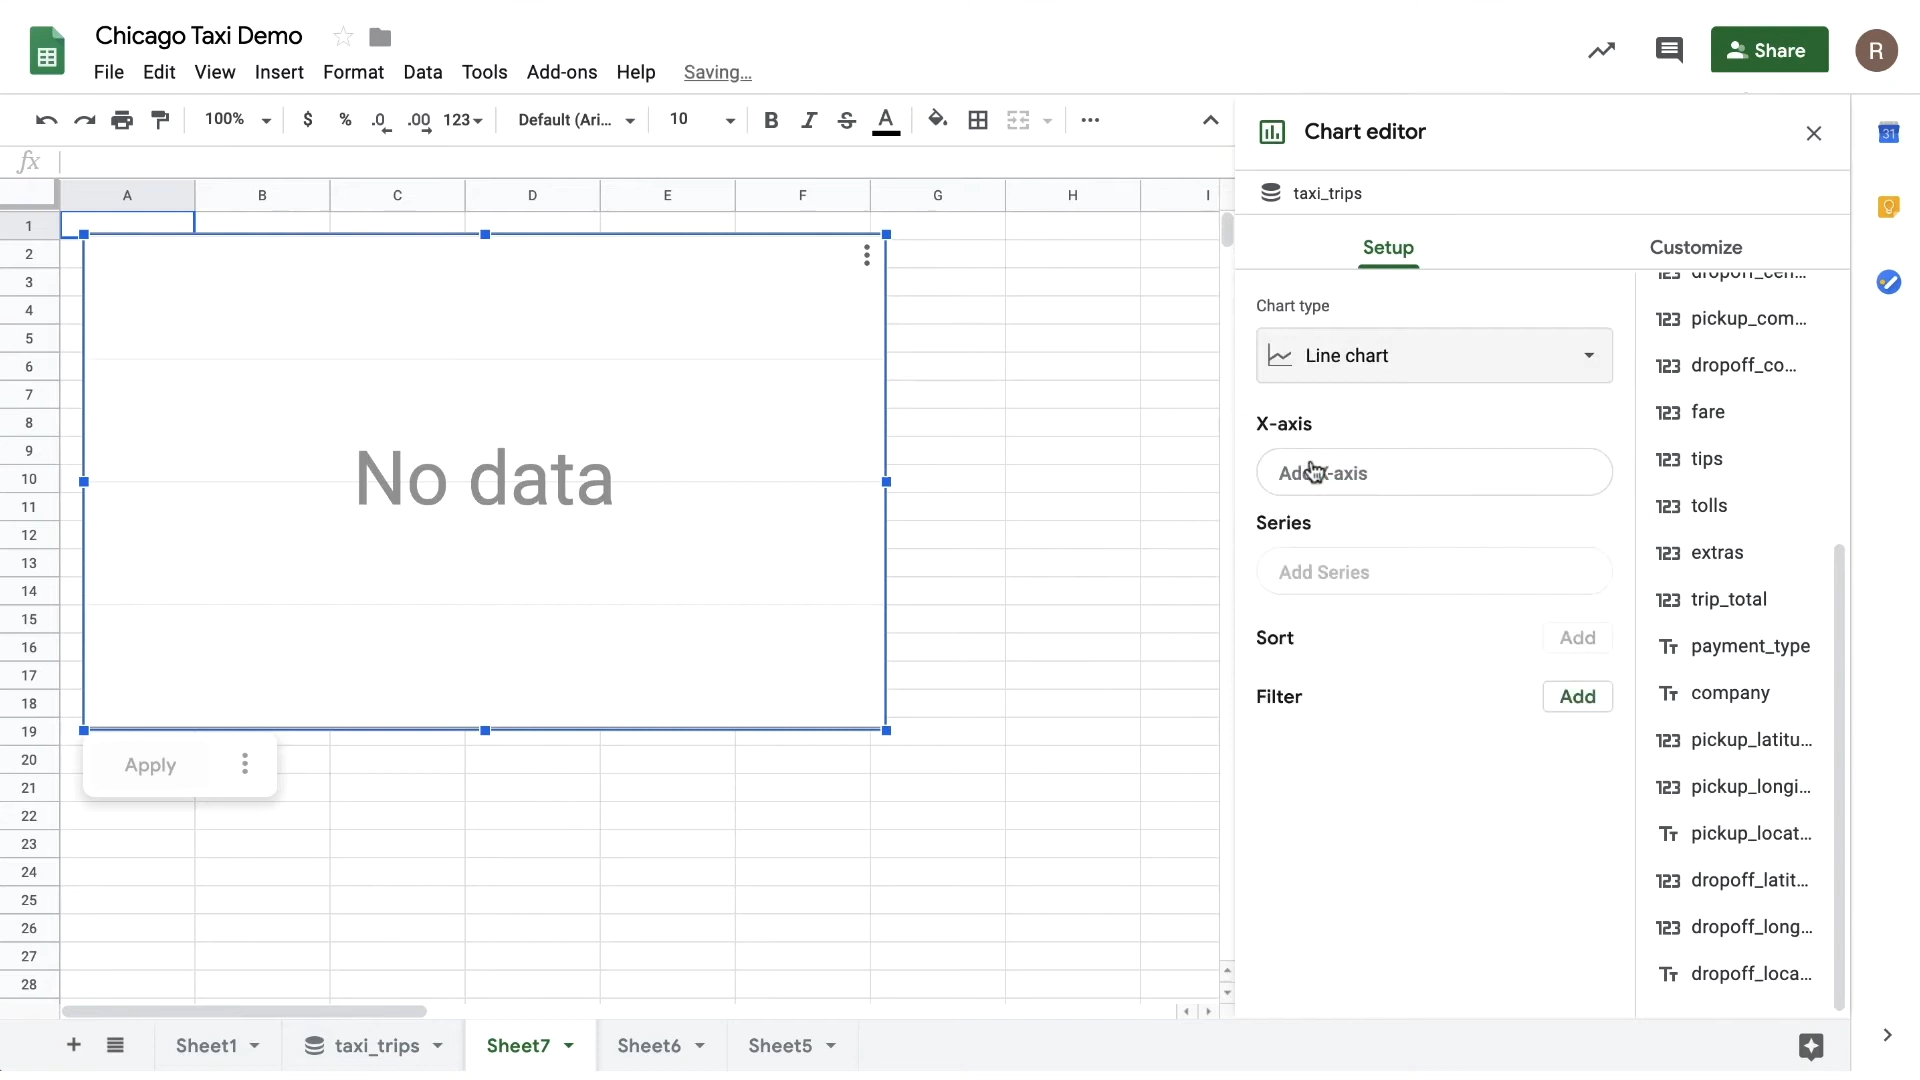 Chicago Taxi Demo
File Edit View Insert Format Data Tools Add-ons Help Saving...
Share
R
100% $ % .0 .00 123 Default (Ari... 10 B I S A
Chart editor
31
fx
taxi_trips
A B C D E F G H I
Setup Customize
1
2
3
4
5
6
7
8
9
10
11
12
13
14
15
16
17
18
19
20
21
22
23
24
25
26
27
28
No data
Apply
Chart type
Line chart
X-axis
Add X-axis
Series
Add Series
Sort Add
Filter Add
123 pickup_com...
123 dropoff_co...
123 fare
123 tips
123 tolls
123 extras
123 trip_total
Tт payment_type
Tт company
123 pickup_latitu...
123 pickup_longi...
Tт pickup_locat...
123 dropoff_latit...
123 dropoff_long...
Tт dropoff_loca...
+ Sheet1 taxi_trips Sheet7 Sheet6 Sheet5